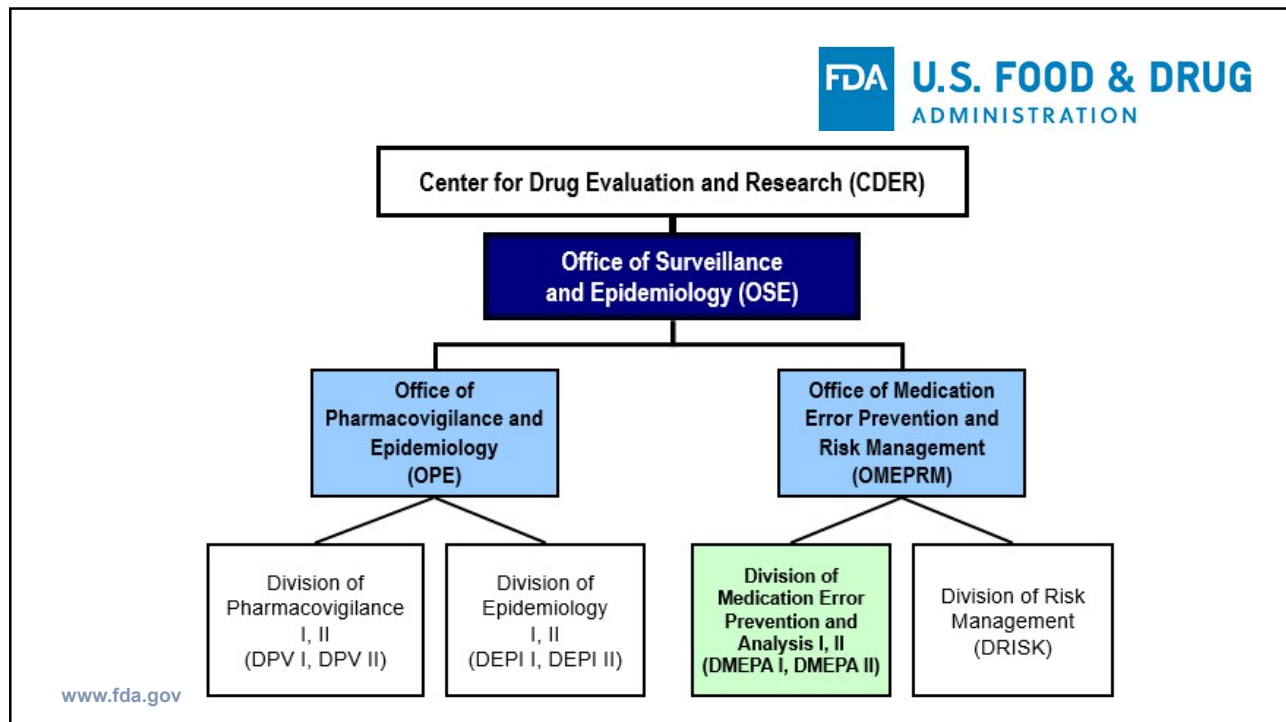 FDA U.S. FOOD & DRUG
ADMINISTRATION
Center for Drug Evaluation and Research (CDER)
Office of Surveillance
and Epidemiology (OSE)
Office of
Pharmacovigilance and
Epidemiology
(OPE)
Office of Medication
Error Prevention and
Risk Management
(OMEPRM)
Division of
Pharmacovigilance
I, II
(DPV I, DPV II)
Division of
Epidemiology
I, II
(DEPI I, DEPI II)
Division of
Medication Error
Prevention and
Analysis I, II
(DMEPA I, DMEPA II)
Division of Risk
Management
(DRISK)
www.fda.gov